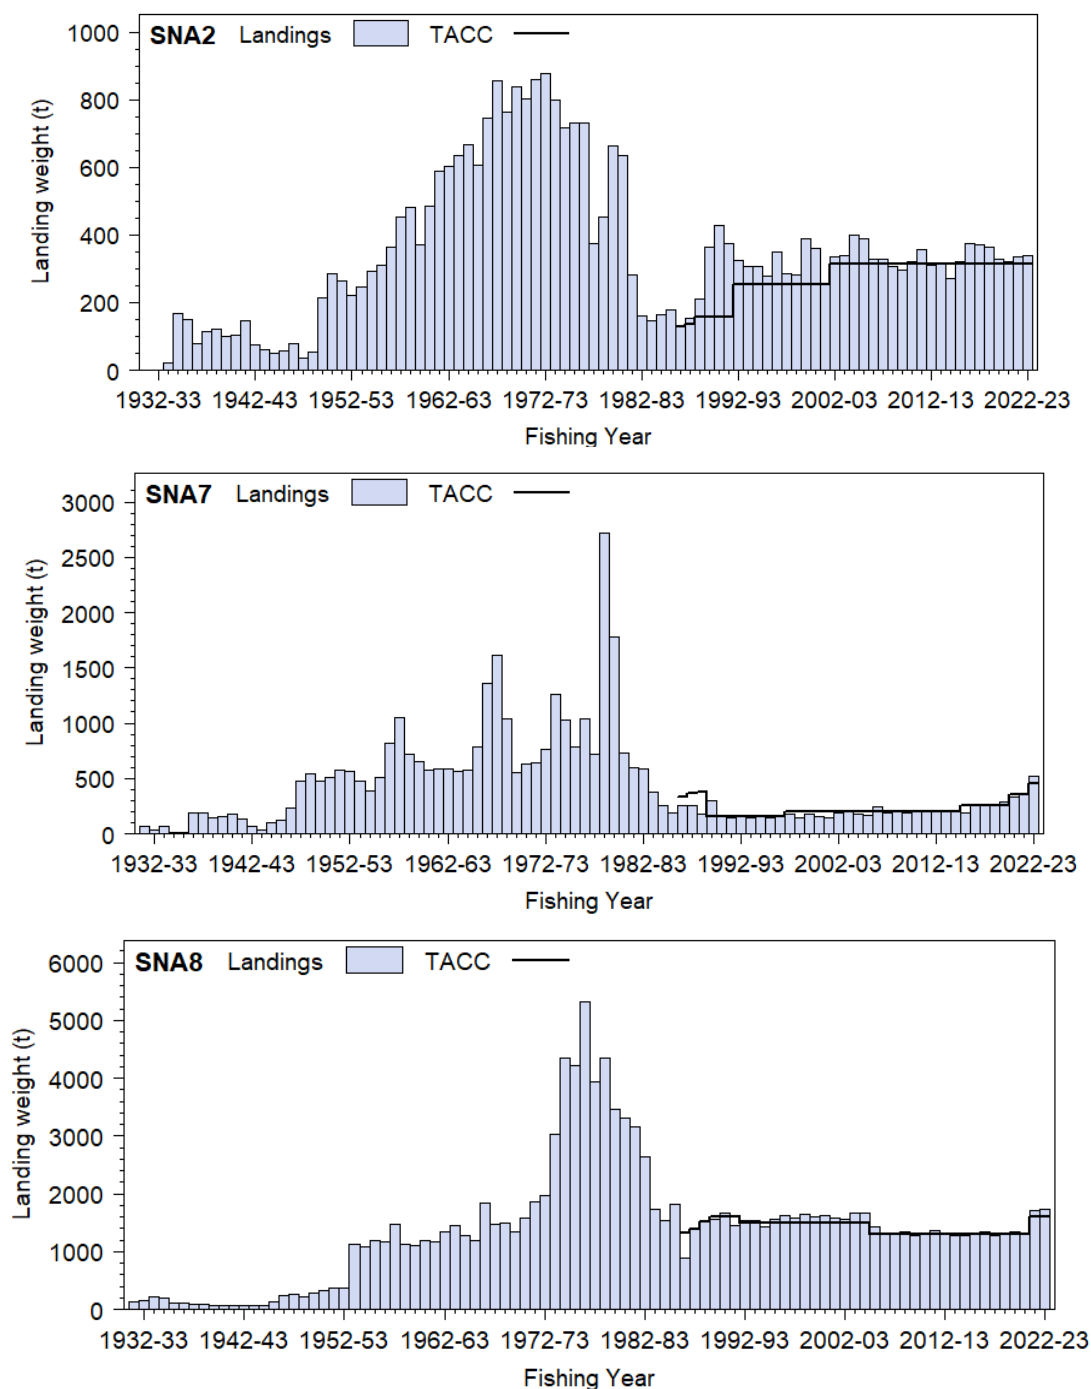 SNA2 Landings TACC
1000
800
600
400
200
0
Landing weight (t)
1932-33 1942-43 1952-53 1962-63 1972-73 1982-83 1992-93 2002-03 2012-13 2022-23
Fishing Year
SNA7 Landings TACC
3000
2500
2000
1500
1000
500
0
Landing weight (t)
1932-33 1942-43 1952-53 1962-63 1972-73 1982-83 1992-93 2002-03 2012-13 2022-23
Fishing Year
SNA8 Landings TACC
6000
5000
4000
3000
2000
1000
0
Landing weight (t)
1932-33 1942-43 1952-53 1962-63 1972-73 1982-83 1992-93 2002-03 2012-13 2022-23
Fishing Year